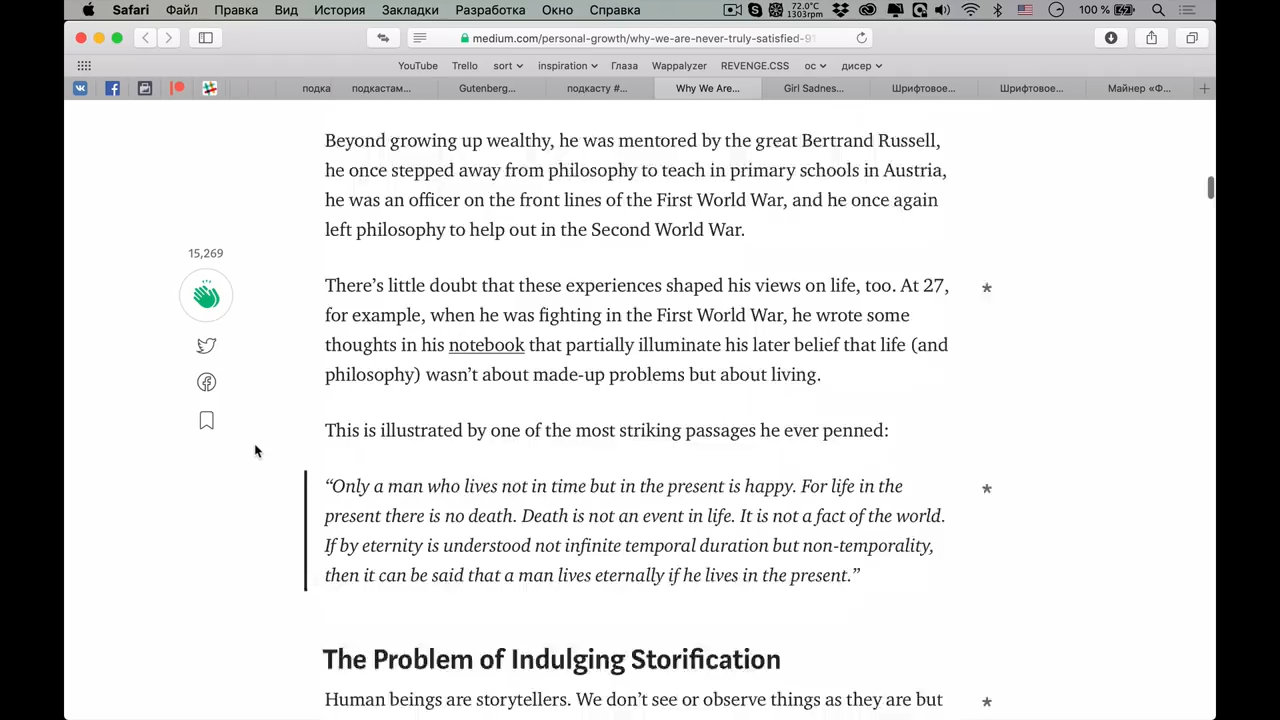 Safari Файл Правка Вид История Закладки Разработка Окно Справка 72.0°C 1303rpm 100 %
medium.com/personal-growth/why-we-are-never-truly-satisfied-9
YouTube Trello sort inspiration Глаза Wappalyzer REVENGE.CSS ос дисер
подка подкастам... Gutenberg... подкасту #... Why We Are... Girl Sadnes... Шрифтовое... Шрифтовое... Майнер «Ф...
Beyond growing up wealthy, he was mentored by the great Bertrand Russell,
he once stepped away from philosophy to teach in primary schools in Austria,
he was an officer on the front lines of the First World War, and he once again
left philosophy to help out in the Second World War.
15,269
There’s little doubt that these experiences shaped his views on life, too. At 27, *
for example, when he was fighting in the First World War, he wrote some
thoughts in his notebook that partially illuminate his later belief that life (and
philosophy) wasn’t about made-up problems but about living.
This is illustrated by one of the most striking passages he ever penned:
“Only a man who lives not in time but in the present is happy. For life in the *
present there is no death. Death is not an event in life. It is not a fact of the world.
If by eternity is understood not infinite temporal duration but non-temporality,
then it can be said that a man lives eternally if he lives in the present.”
The Problem of Indulging Storification
Human beings are storytellers. We don’t see or observe things as they are but *